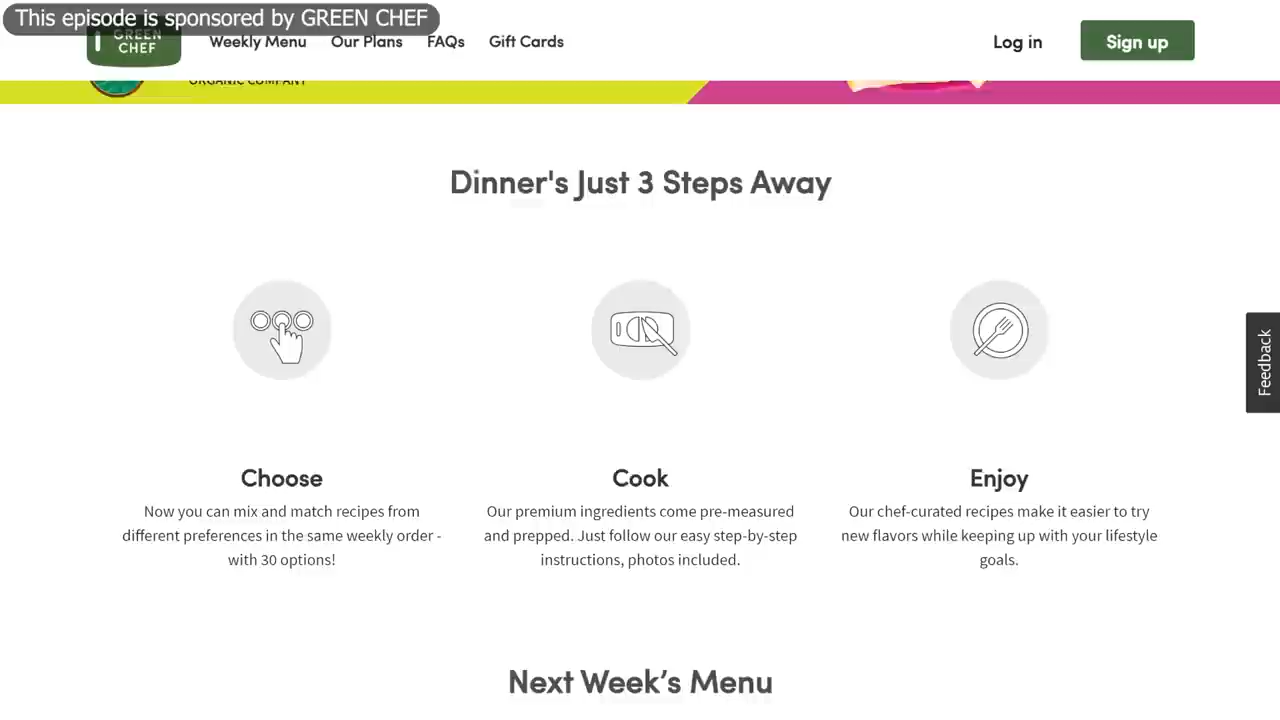 This episode is sponsored by GREEN CHEF
GREEN
CHEF
Weekly Menu
Our Plans
FAQs
Gift Cards
Log in
Sign up
ORGANIC COMPANY
Dinner's Just 3 Steps Away
Feedback
Choose
Now you can mix and match recipes from
different preferences in the same weekly order -
with 30 options!
Cook
Our premium ingredients come pre-measured
and prepped. Just follow our easy step-by-step
instructions, photos included.
Enjoy
Our chef-curated recipes make it easier to try
new flavors while keeping up with your lifestyle
goals.
Next Week’s Menu